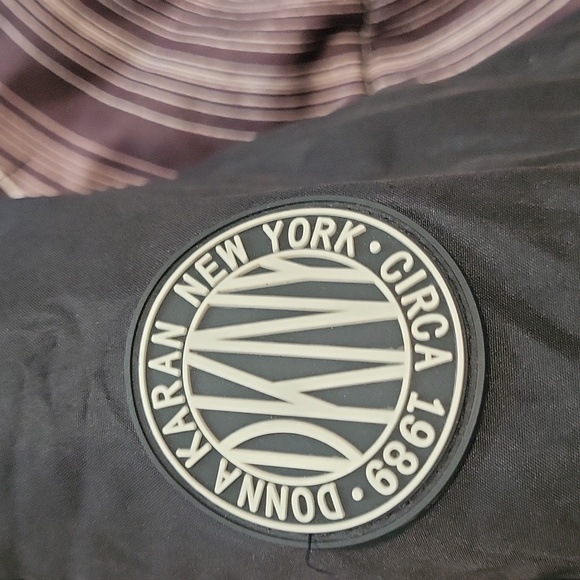 DONNA KARAN NEW YORK • CIRCA 1989 •
DKNY